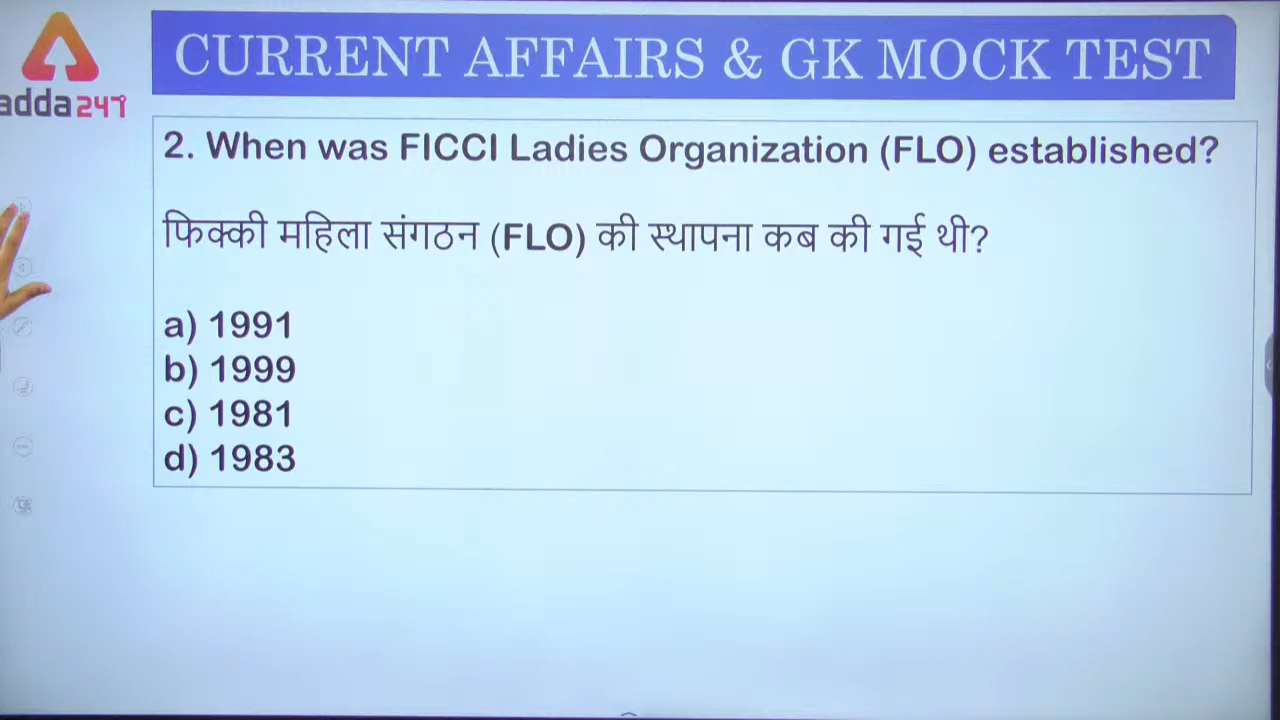 CURRENT AFFAIRS & GK MOCK TEST
adda247
2. When was FICCI Ladies Organization (FLO) established?
फिक्की महिला संगठन (FLO) की स्थापना कब की गई थी?
a) 1991
b) 1999
c) 1981
d) 1983